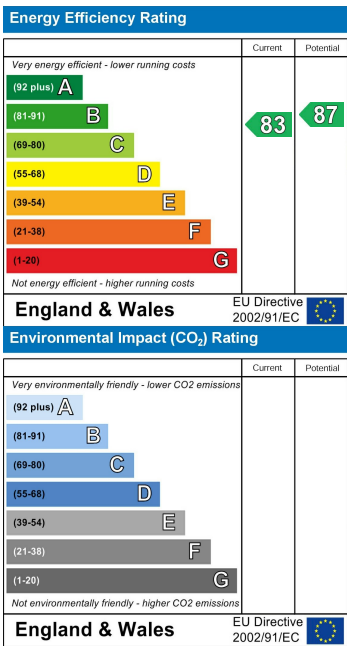 Energy Efficiency Rating
Current Potential
Very energy efficient - lower running costs
(92 plus) A
(81-91) B
83 87
(69-80) C
(55-68) D
(39-54) E
(21-38) F
(1-20) G
Not energy efficient - higher running costs
England & Wales
EU Directive
2002/91/EC
Environmental Impact (CO₂) Rating
Current Potential
Very environmentally friendly - lower CO2 emissions
(92 plus) A
(81-91) B
(69-80) C
(55-68) D
(39-54) E
(21-38) F
(1-20) G
Not environmentally friendly - higher CO2 emissions
England & Wales
EU Directive
2002/91/EC